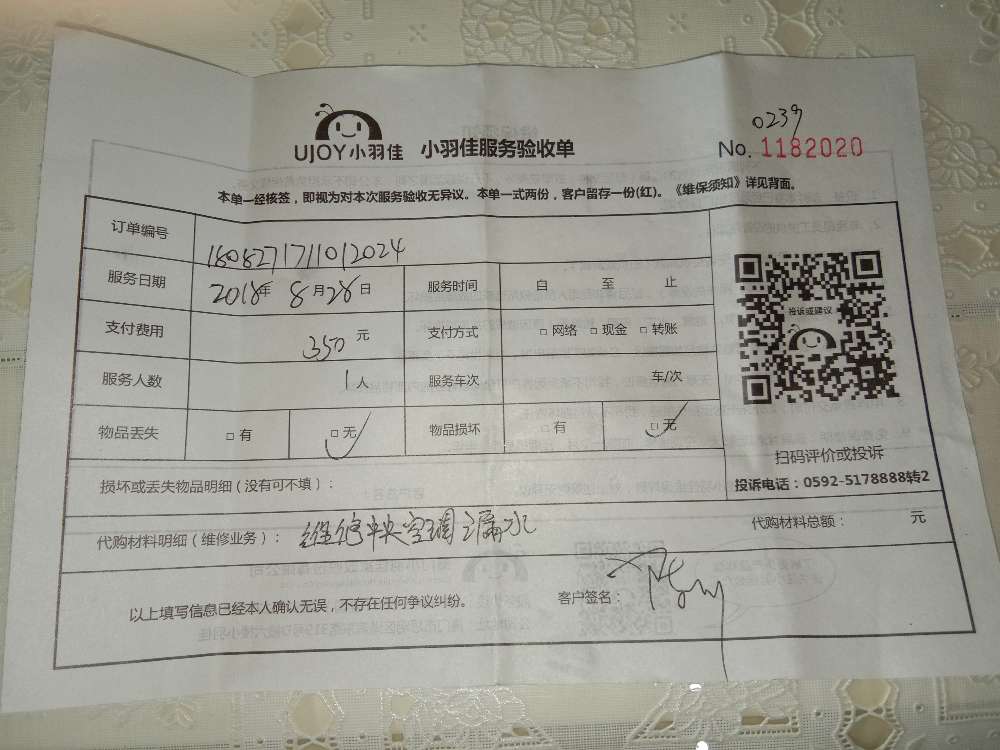 0239
UJOY小羽佳 小羽佳服务验收单 No. 1182020
本单一经核签，即视为对本次服务验收无异议。本单一式两份，客户留存一份(红)。《维保须知》详见背面。
订单编号 180827171101​2024
服务日期 2018年 8月28日 服务时间 自 至 止
投诉或建议
支付费用 350 元 支付方式 □ 网络 □ 现金 □ 转账
服务人数 1人 服务车次 车/次
物品丢失 □ 有 □ 无 物品损坏 □ 有 □ 无
扫码评价或投诉
投诉电话：0592-5178888转2
损坏或丢失物品明细（没有可不填）：
代购材料明细（维修业务）： 维修中央空调漏水 代购材料总额： 元
以上填写信息已经本人确认无误，不存在任何争议纠纷。 客户签名：